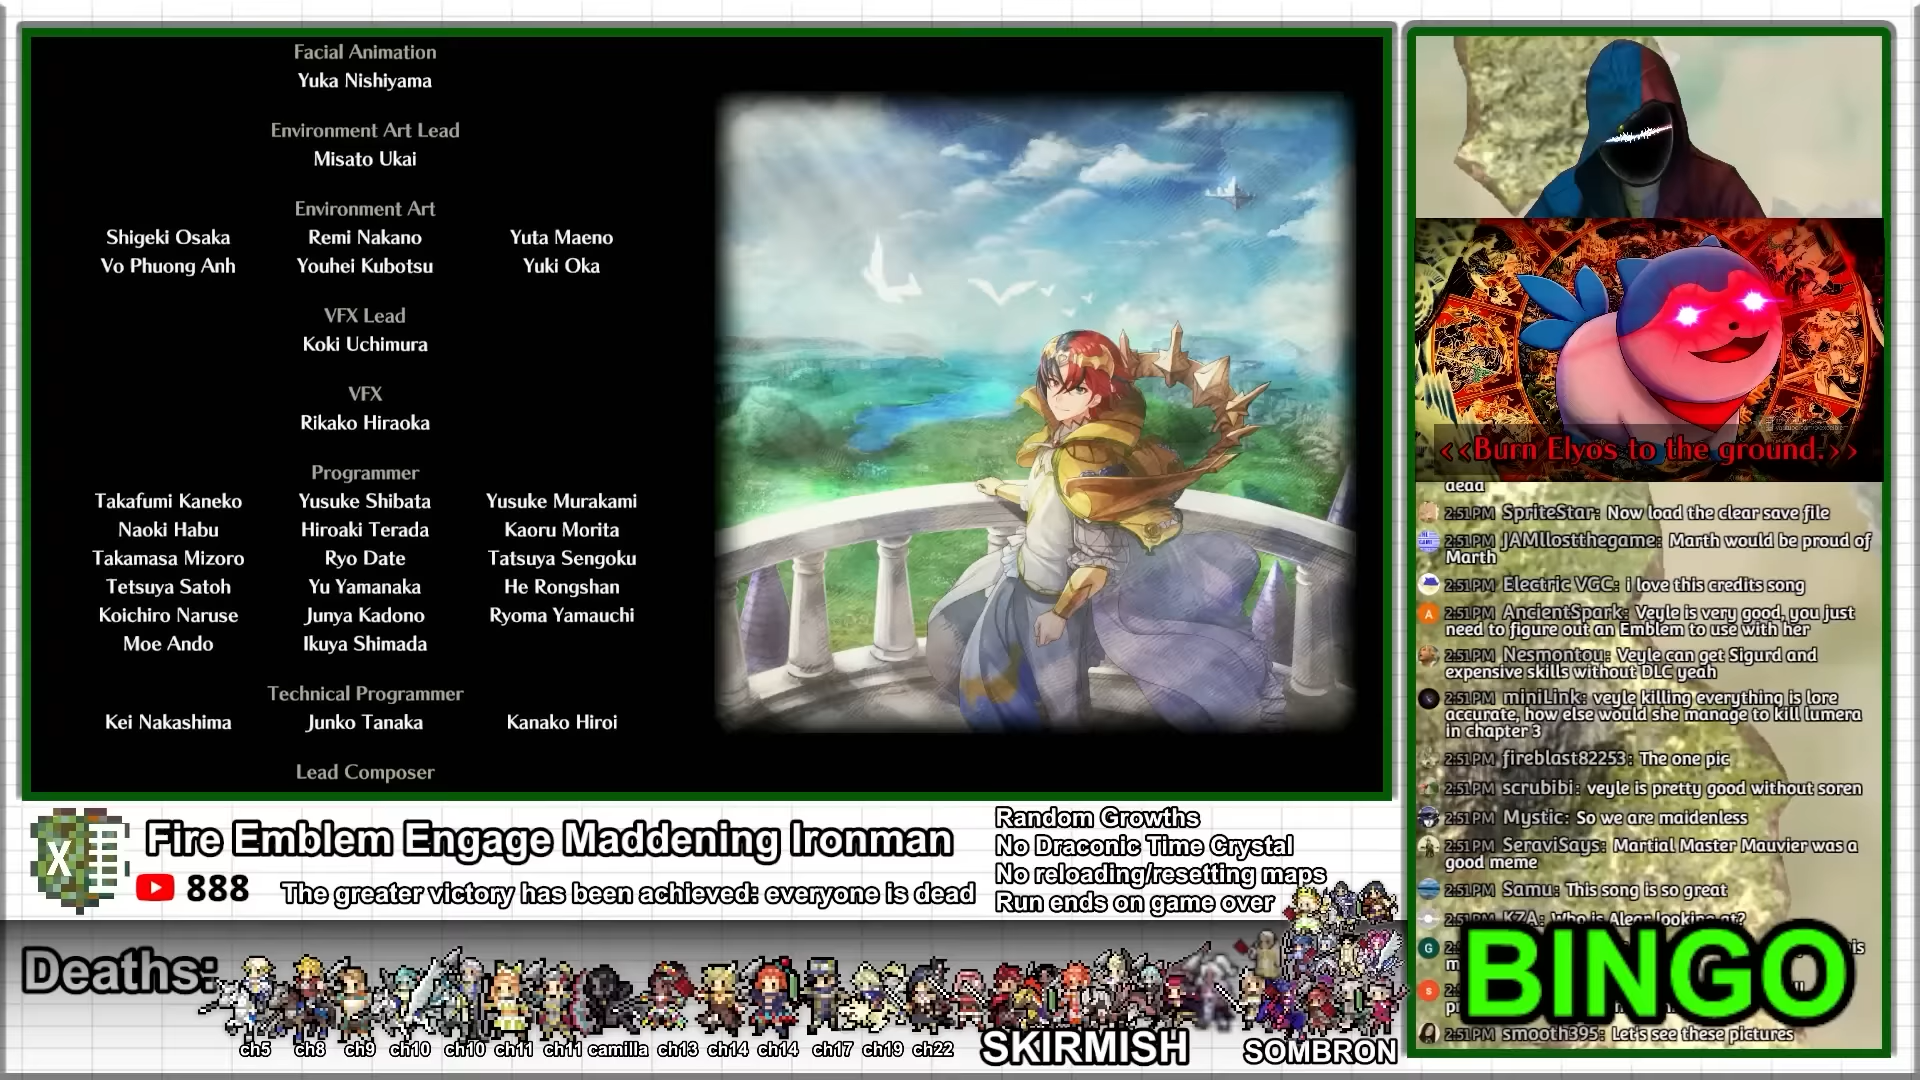 Facial Animation
Yuka Nishiyama
Environment Art Lead
Misato Ukai
Environment Art
Shigeki Osaka Remi Nakano Yuta Maeno
Vo Phuong Anh Youhei Kubotsu Yuki Oka
VFX Lead
Koki Uchimura
VFX
Rikako Hiraoka
Programmer
Takafumi Kaneko Yusuke Shibata Yusuke Murakami
Naoki Habu Hiroaki Terada Kaoru Morita
Takamasa Mizoro Ryo Date Tatsuya Sengoku
Tetsuya Satoh Yu Yamanaka He Rongshan
Koichiro Naruse Junya Kadono Ryoma Yamauchi
Moe Ando Ikuya Shimada
Technical Programmer
Kei Nakashima Junko Tanaka Kanako Hiroi
Lead Composer
X
Fire Emblem Engage Maddening Ironman
888
The greater victory has been achieved: everyone is dead
Random Growths
No Draconic Time Crystal
No reloading/resetting maps
Run ends on game over
Deaths:
ch5 ch8 ch9 ch10 ch10 ch11 ch11 camilla ch13 ch14 ch14 ch17 ch19 ch22
SKIRMISH
SOMBRON
<<Burn Elyos to the ground.>>
dead
2:51PM SpriteStar: Now load the clear save file
2:51PM JAMllostthegame: Marth would be proud of
Marth
2:51PM Electric VGC: i love this credits song
A 2:51PM AncientSpark: Veyle is very good, you just
need to figure out an Emblem to use with her
2:51PM Nesmontou: Veyle can get Sigurd and
expensive skills without DLC yeah
2:51PM miniLink: veyle killing everything is lore
accurate, how else would she manage to kill lumera
in chapter 3
2:51PM fireblast82253: The one pic
2:51PM scrubibi: veyle is pretty good without soren
2:51PM Mystic: So we are maidenless
2:51PM SeraviSays: Martial Master Mauvier was a
good meme
2:51PM Samu: This song is so great
2:51PM KZA: Who is Alear looking at?
G
is
S
BINGO
2:51PM smooth395: Let's see these pictures